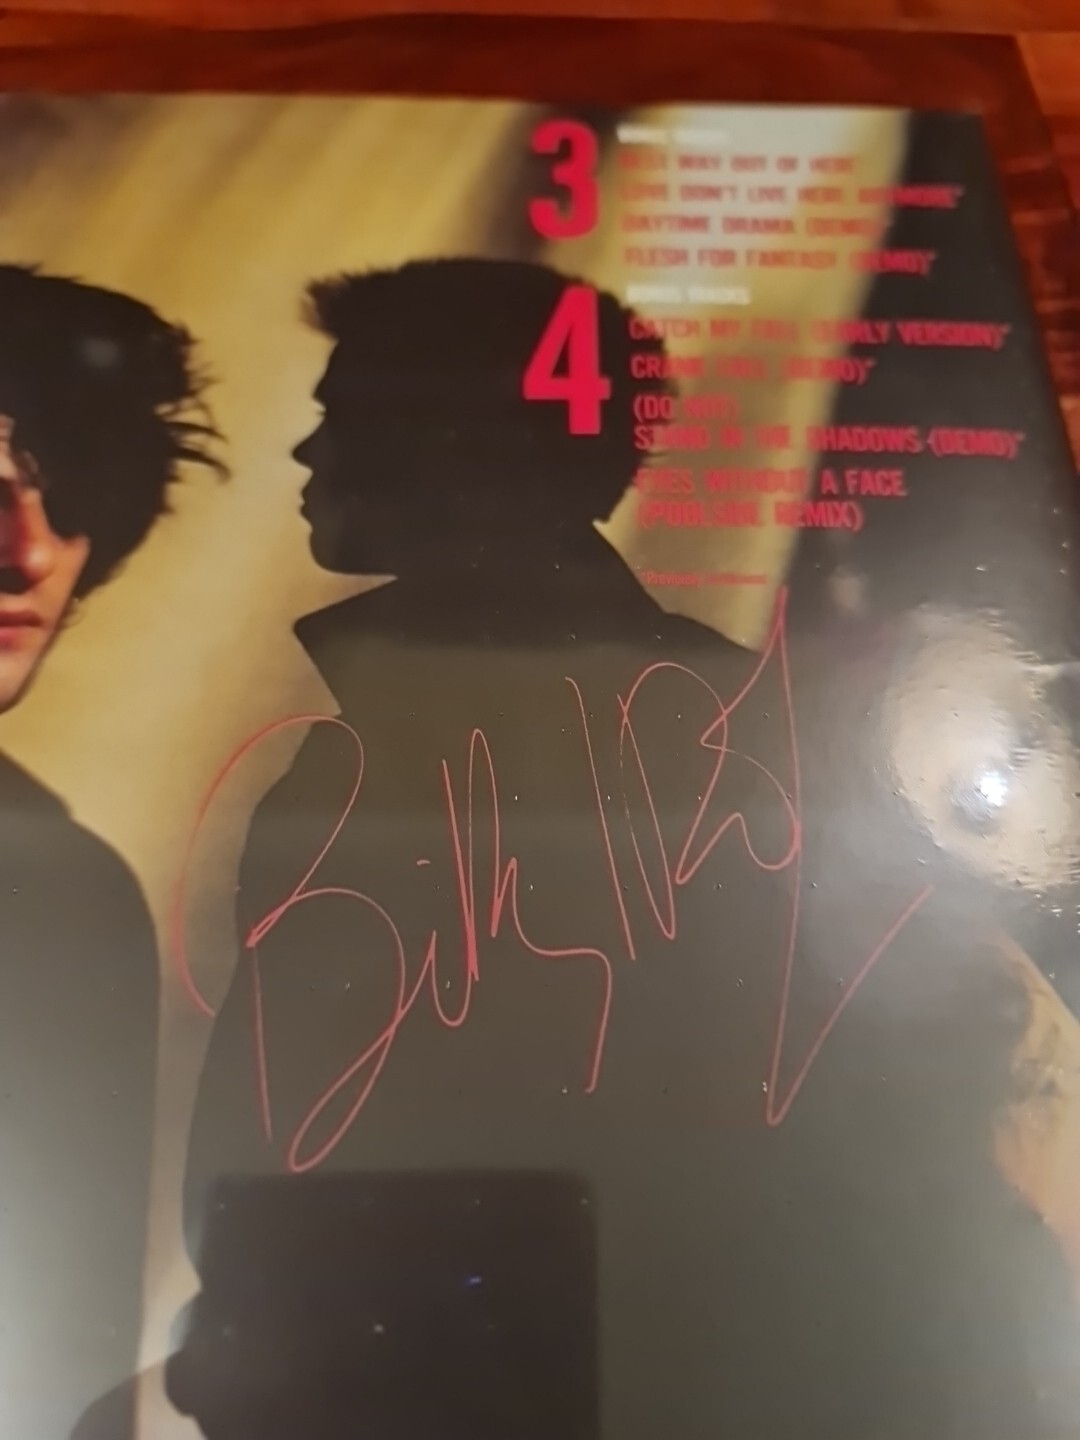 3
BEST WAY OUT OF HERE
LOVE DON'T LIVE HERE ANYMORE*
DAYTIME DRAMA (DEMO)*
FLESH FOR FANTASY (DEMO)*
4
BONUS TRACKS
CATCH MY FALL (EARLY VERSION)*
CRANK CALL (DEMO)*
(DO NOT)
STAND IN THE SHADOWS (DEMO)*
EYES WITHOUT A FACE
(POOLSIDE REMIX)
*Previously
Billy Idol